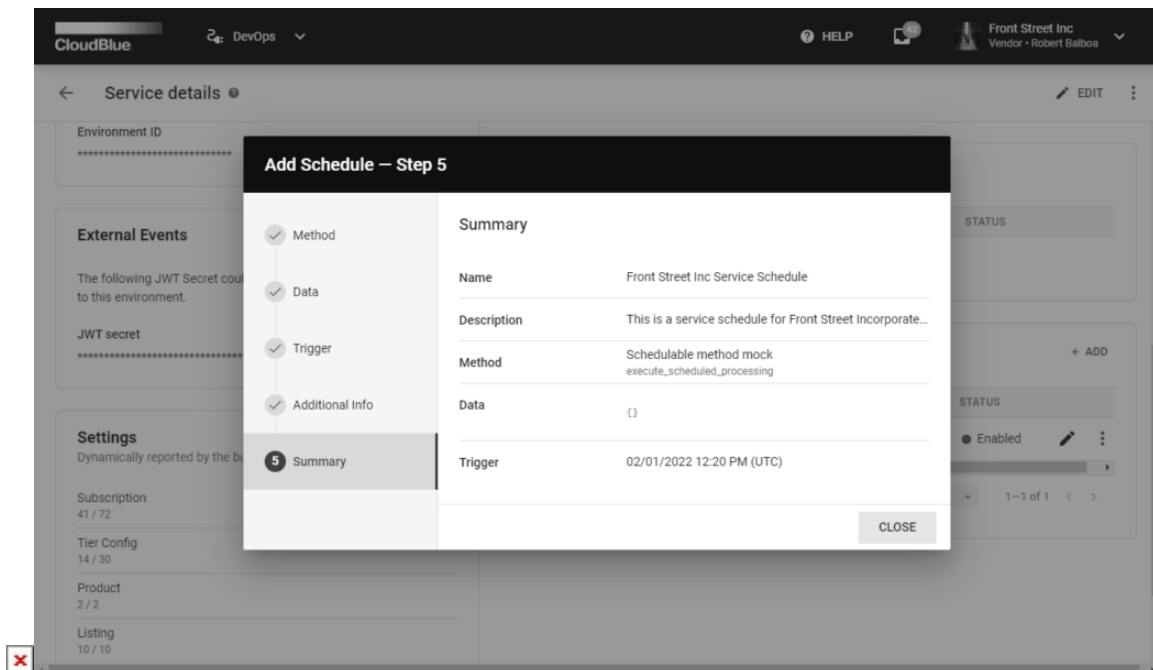 CloudBlue
DevOps
HELP
42
Front Street Inc
Vendor • Robert Balboa
Service details
EDIT
Environment ID
*****************************
External Events
The following JWT Secret coul
to this environment.
JWT secret
*******************************
Settings
Dynamically reported by the bu
Subscription
41 / 72
Tier Config
14 / 30
Product
2 / 2
Listing
10 / 10
Add Schedule — Step 5
Method
Data
Trigger
Additional Info
5 Summary
Summary
Name Front Street Inc Service Schedule
Description This is a service schedule for Front Street Incorporate...
Method Schedulable method mock
execute_scheduled_processing
Data {}
Trigger 02/01/2022 12:20 PM (UTC)
CLOSE
STATUS
+ ADD
STATUS
Enabled
1–1 of 1 < >